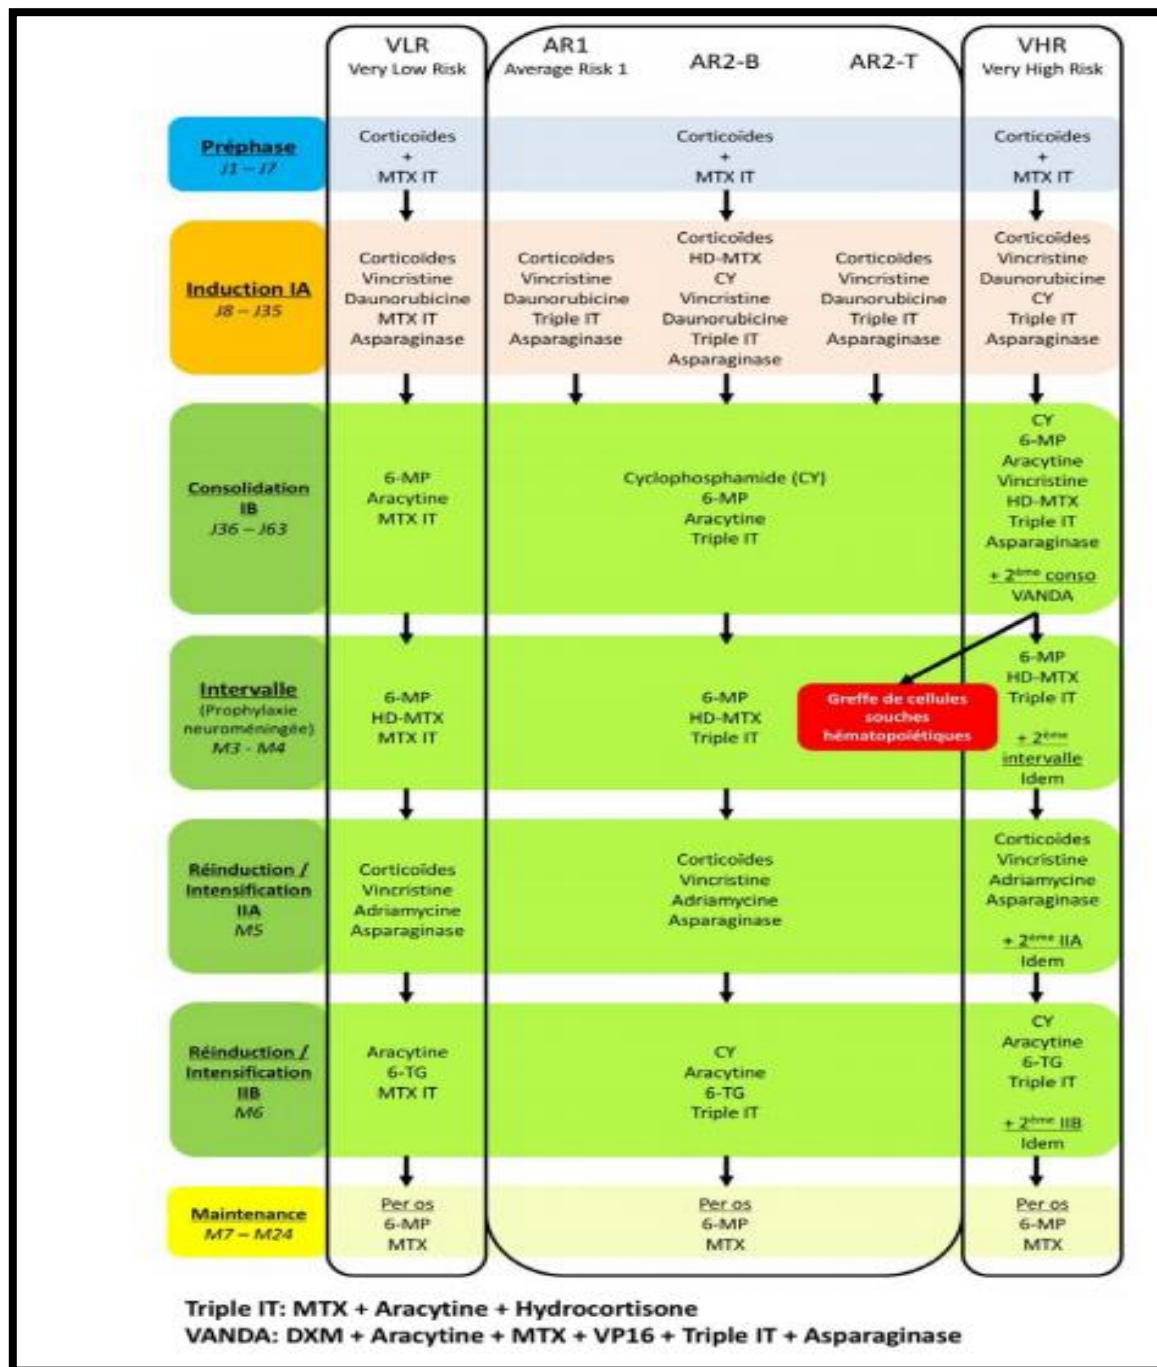 VLR
Very Low Risk
AR1
Average Risk 1
AR2-B
AR2-T
VHR
Very High Risk
Préphase
J1 – J7
Corticoïdes
+
MTX IT
Corticoïdes
+
MTX IT
Corticoïdes
+
MTX IT
Induction IA
J8 – J35
Corticoïdes
Vincristine
Daunorubicine
MTX IT
Asparaginase
Corticoïdes
Vincristine
Daunorubicine
Triple IT
Asparaginase
Corticoïdes
HD-MTX
CY
Vincristine
Daunorubicine
Triple IT
Asparaginase
Corticoïdes
Vincristine
Daunorubicine
Triple IT
Asparaginase
Corticoïdes
Vincristine
Daunorubicine
CY
Triple IT
Asparaginase
Consolidation
IB
J36 – J63
6-MP
Aracytine
MTX IT
Cyclophosphamide (CY)
6-MP
Aracytine
Triple IT
CY
6-MP
Aracytine
Vincristine
HD-MTX
Triple IT
Asparaginase
+ 2ème conso
VANDA
Intervalle
(Prophylaxie
neuroméningée)
M3 - M4
6-MP
HD-MTX
MTX IT
6-MP
HD-MTX
Triple IT
Greffe de cellules
souches
hématopoïétiques
6-MP
HD-MTX
Triple IT
+ 2ème
intervalle
Idem
Réinduction /
Intensification
IIA
M5
Corticoïdes
Vincristine
Adriamycine
Asparaginase
Corticoïdes
Vincristine
Adriamycine
Asparaginase
Corticoïdes
Vincristine
Adriamycine
Asparaginase
+ 2ème IIA
Idem
Réinduction /
Intensification
IIB
M6
Aracytine
6-TG
MTX IT
CY
Aracytine
6-TG
Triple IT
CY
Aracytine
6-TG
Triple IT
+ 2ème IIB
Idem
Maintenance
M7 – M24
Per os
6-MP
MTX
Per os
6-MP
MTX
Per os
6-MP
MTX
Triple IT: MTX + Aracytine + Hydrocortisone
VANDA: DXM + Aracytine + MTX + VP16 + Triple IT + Asparaginase